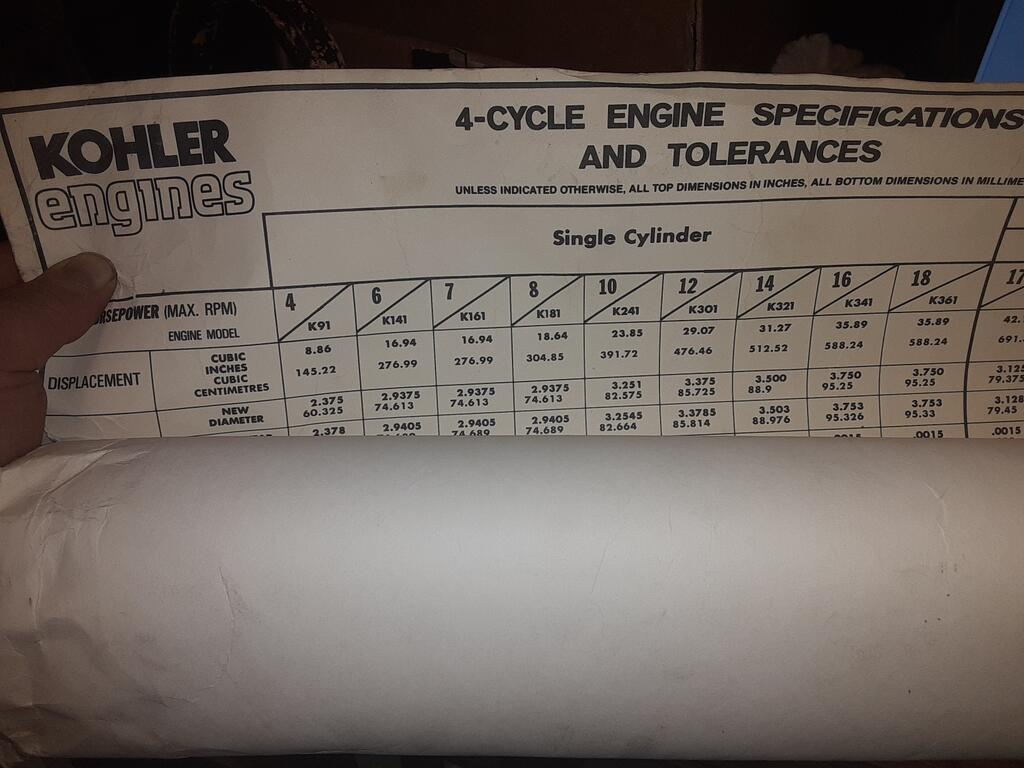 KOHLER
engines
4-CYCLE ENGINE SPECIFICATIONS
AND TOLERANCES
UNLESS INDICATED OTHERWISE, ALL TOP DIMENSIONS IN INCHES, ALL BOTTOM DIMENSIONS IN MILLIME
Single Cylinder
RSEPOWER (MAX. RPM) 4 6 7 8 10 12 14 16 18 17
ENGINE MODEL K91 K141 K161 K181 K241 K301 K321 K341 K361
DISPLACEMENT
CUBIC INCHES 8.86 16.94 16.94 18.64 23.85 29.07 31.27 35.89 35.89 42.
CUBIC CENTIMETRES 145.22 276.99 276.99 304.85 391.72 476.46 512.52 588.24 588.24 691.
NEW DIAMETER 2.375 2.9375 2.9375 2.9375 3.251 3.375 3.500 3.750 3.750 3.125
60.325 74.613 74.613 74.613 82.575 85.725 88.9 95.25 95.25 79.375
2.378 2.9405 2.9405 2.9405 3.2545 3.3785 3.503 3.753 3.753 3.128
74.689 74.689 82.664 85.814 88.976 95.326 95.33 79.45
.0015 .0015 .0015